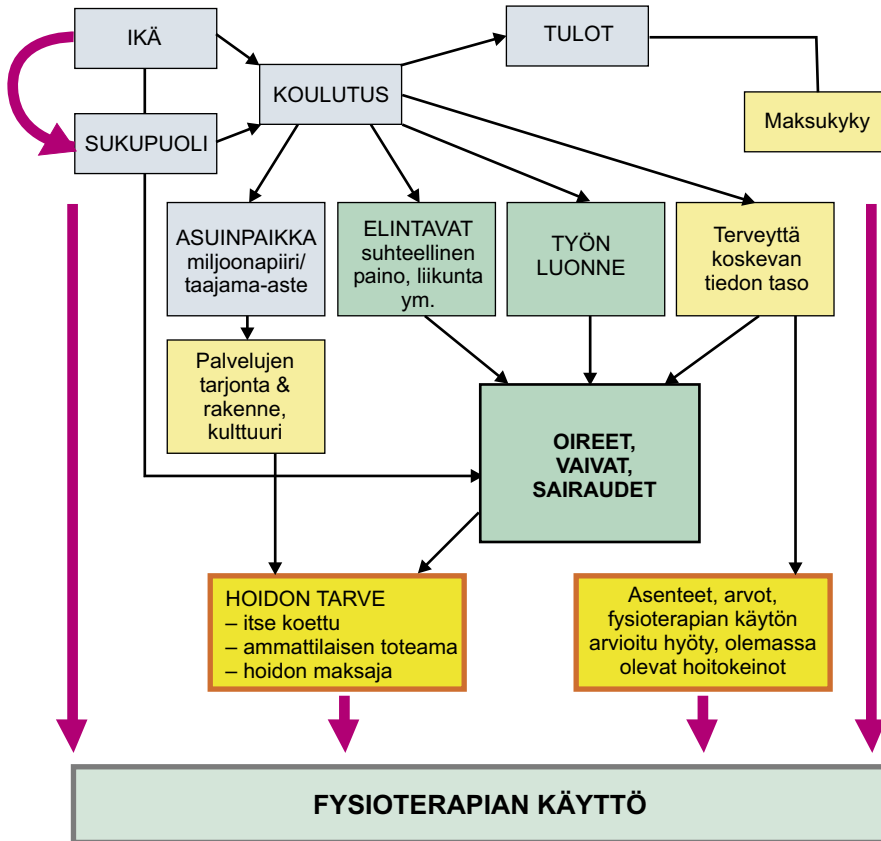 IKÄ
TULOT
KOULUTUS
SUKUPUOLI
Maksukyky
ASUINPAIKKA
miljoonapiiri/
taajama-aste
ELINTAVAT
suhteellinen
paino, liikunta
ym.
TYÖN
LUONNE
Terveyttä
koskevan
tiedon taso
Palvelujen
tarjonta &
rakenne,
kulttuuri
OIREET,
VAIVAT,
SAIRAUDET
HOIDON TARVE
– itse koettu
– ammattilaisen toteama
– hoidon maksaja
Asenteet, arvot,
fysioterapian käytön
arvioitu hyöty, olemassa
olevat hoitokeinot
FYSIOTERAPIAN KÄYTTÖ